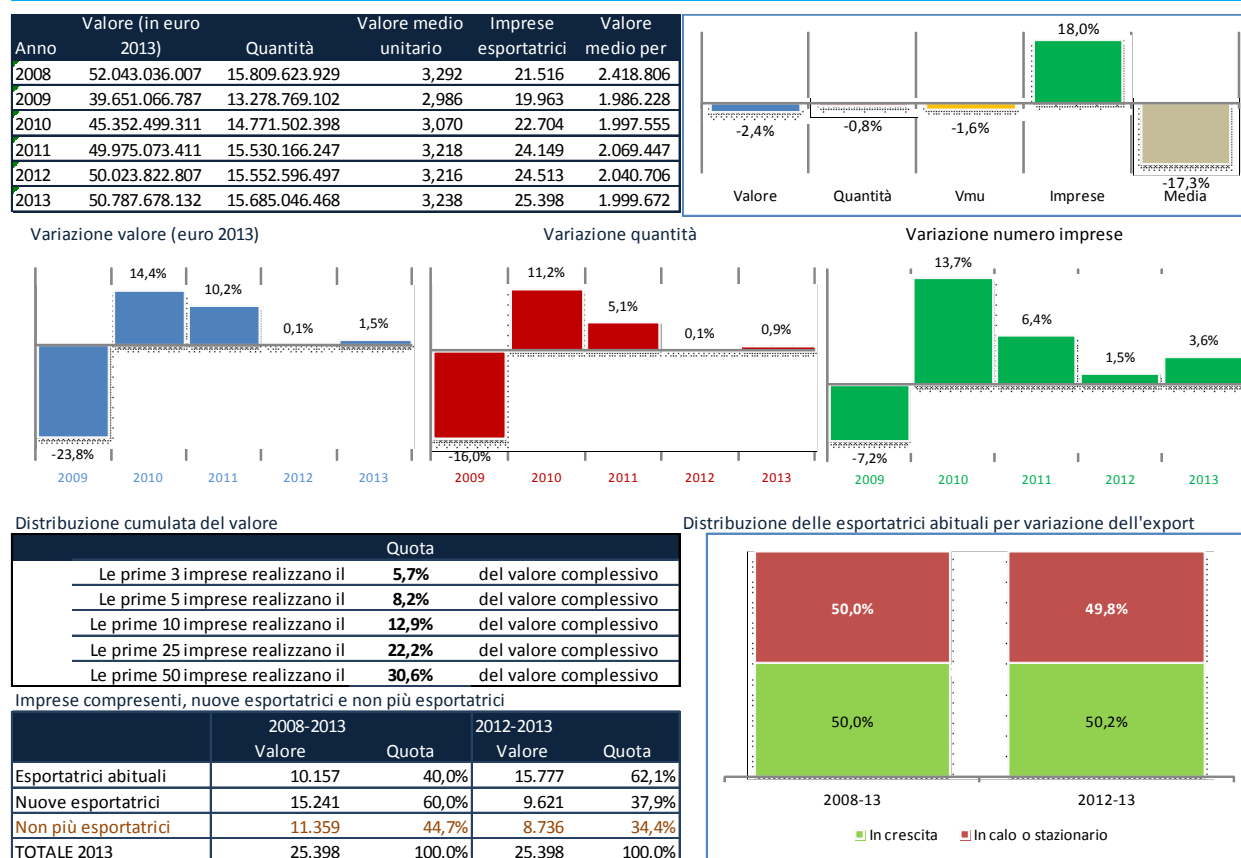 Valore (in euro Valore medio Imprese Valore
Anno 2013) Quantità unitario esportatrici medio per
2008 52.043.036.007 15.809.623.929 3,292 21.516 2.418.806
2009 39.651.066.787 13.278.769.102 2,986 19.963 1.986.228
2010 45.352.499.311 14.771.502.398 3,070 22.704 1.997.555
2011 49.975.073.411 15.530.166.247 3,218 24.149 2.069.447
2012 50.023.822.807 15.552.596.497 3,216 24.513 2.040.706
2013 50.787.678.132 15.685.046.468 3,238 25.398 1.999.672
18,0%
-2,4% -0,8% -1,6%
-17,3%
Valore Quantità Vmu Imprese Media
Variazione valore (euro 2013)
14,4%
10,2%
0,1% 1,5%
-23,8%
2009 2010 2011 2012 2013
Variazione quantità
11,2%
5,1%
0,1% 0,9%
-16,0%
2009 2010 2011 2012 2013
Variazione numero imprese
13,7%
6,4%
1,5% 3,6%
-7,2%
2009 2010 2011 2012 2013
Distribuzione cumulata del valore
Quota
Le prime 3 imprese realizzano il 5,7% del valore complessivo
Le prime 5 imprese realizzano il 8,2% del valore complessivo
Le prime 10 imprese realizzano il 12,9% del valore complessivo
Le prime 25 imprese realizzano il 22,2% del valore complessivo
Le prime 50 imprese realizzano il 30,6% del valore complessivo
Imprese compresenti, nuove esportatrici e non più esportatrici
2008-2013 2012-2013
Valore Quota Valore Quota
Esportatrici abituali 10.157 40,0% 15.777 62,1%
Nuove esportatrici 15.241 60,0% 9.621 37,9%
Non più esportatrici 11.359 44,7% 8.736 34,4%
TOTALE 2013 25.398 100,0% 25.398 100,0%
Distribuzione delle esportatrici abituali per variazione dell'export
50,0% 49,8%
50,0% 50,2%
2008-13 2012-13
In crescita In calo o stazionario